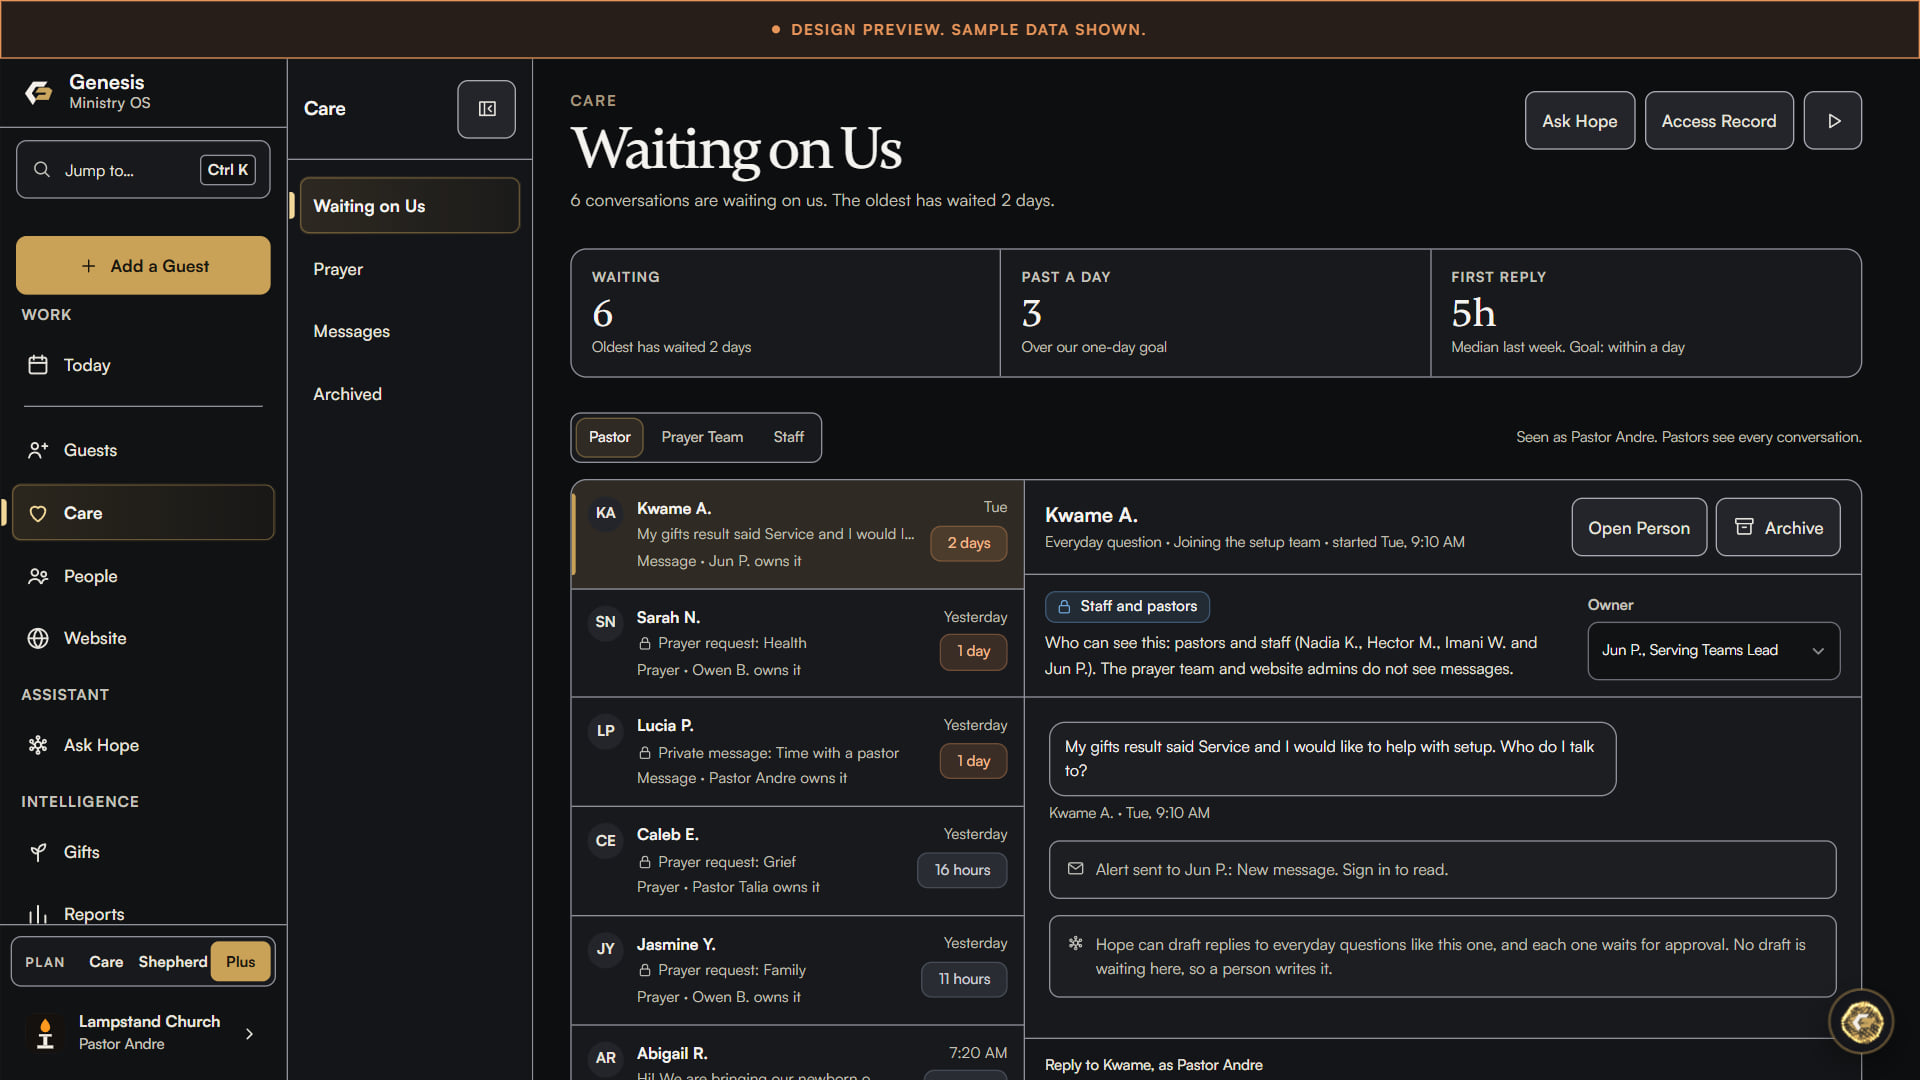 DESIGN PREVIEW. SAMPLE DATA SHOWN.
Genesis
Ministry OS
Jump to...
Ctrl K
Add a Guest
WORK
Today
Guests
Care
People
Website
ASSISTANT
Ask Hope
INTELLIGENCE
Gifts
Reports
PLAN
Care
Shepherd
Plus
Lampstand Church
Pastor Andre
Care
Waiting on Us
Prayer
Messages
Archived
CARE
Waiting on Us
6 conversations are waiting on us. The oldest has waited 2 days.
Ask Hope
Access Record
WAITING
6
Oldest has waited 2 days
PAST A DAY
3
Over our one-day goal
FIRST REPLY
5h
Median last week. Goal: within a day
Pastor
Prayer Team
Staff
Seen as Pastor Andre. Pastors see every conversation.
KA
Kwame A.
Tue
My gifts result said Service and I would l...
2 days
Message · Jun P. owns it
SN
Sarah N.
Yesterday
Prayer request: Health
1 day
Prayer · Owen B. owns it
LP
Lucia P.
Yesterday
Private message: Time with a pastor
1 day
Message · Pastor Andre owns it
CE
Caleb E.
Yesterday
Prayer request: Grief
16 hours
Prayer · Pastor Talia owns it
JY
Jasmine Y.
Yesterday
Prayer request: Family
11 hours
Prayer · Owen B. owns it
AR
Abigail R.
7:20 AM
Hi! We are bringing our newborn
Kwame A.
Everyday question · Joining the setup team · started Tue, 9:10 AM
Open Person
Archive
Staff and pastors
Who can see this: pastors and staff (Nadia K., Hector M., Imani W. and
Jun P.). The prayer team and website admins do not see messages.
Owner
Jun P., Serving Teams Lead
My gifts result said Service and I would like to help with setup. Who do I talk
to?
Kwame A. · Tue, 9:10 AM
Alert sent to Jun P.: New message. Sign in to read.
Hope can draft replies to everyday questions like this one, and each one waits for approval. No draft is
waiting here, so a person writes it.
Reply to Kwame, as Pastor Andre